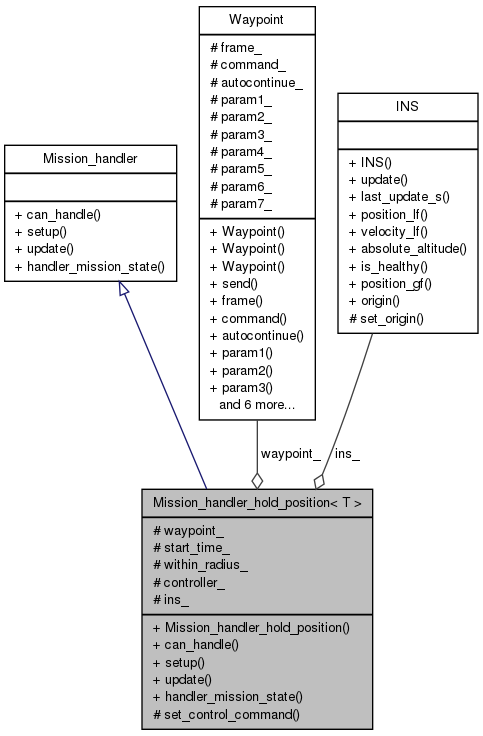 Waypoint
# frame_
# command_
# autocontinue_
# param1_
# param2_
# param3_
# param4_
# param5_
# param6_
# param7_
+ Waypoint()
+ Waypoint()
+ Waypoint()
+ send()
+ frame()
+ command()
+ autocontinue()
+ param1()
+ param2()
+ param3()
and 6 more...
INS
+ INS()
+ update()
+ last_update_s()
+ position_lf()
+ velocity_lf()
+ absolute_altitude()
+ is_healthy()
+ position_gf()
+ origin()
# set_origin()
Mission_handler
+ can_handle()
+ setup()
+ update()
+ handler_mission_state()
waypoint_
ins_
Mission_handler_hold_position< T >
# waypoint_
# start_time_
# within_radius_
# controller_
# ins_
+ Mission_handler_hold_position()
+ can_handle()
+ setup()
+ update()
+ handler_mission_state()
# set_control_command()